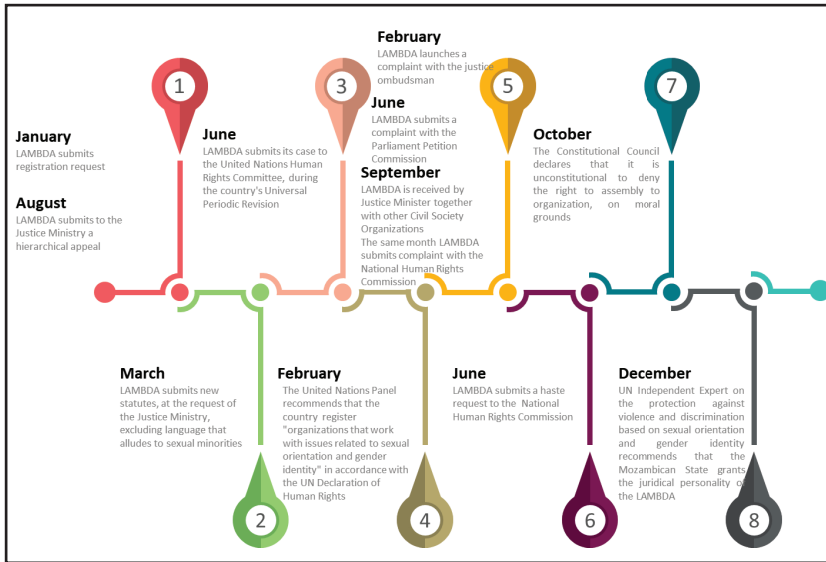 1
January
LAMBDA submits
registration request
August
LAMBDA submits to the
Justice Ministry a
hierarchical appeal
2
March
LAMBDA submits new
statutes, at the request of
the Justice Ministry,
excluding language that
alludes to sexual minorities
3
June
LAMBDA submits its case to
the United Nations Human
Rights Committee, during
the country's Universal
Periodic Revision
4
February
The United Nations Panel
recommends that the
country register
"organizations that work
with issues related to sexual
orientation and gender
identity" in accordance with
the UN Declaration of
Human Rights
5
February
LAMBDA launches a
complaint with the justice
ombudsman
June
LAMBDA submits a
complaint with the
Parliament Petition
Commission
September
LAMBDA is received by
Justice Minister together
with other Civil Society
Organizations
The same month LAMBDA
submits complaint with the
National Human Rights
Commission
6
June
LAMBDA submits a haste
request to the National
Human Rights Commission
7
October
The Constitutional Council
declares that it is
unconstitutional to deny
the right to assembly to
organization, on moral
grounds
8
December
UN Independent Expert on
the protection against
violence and discrimination
based on sexual orientation
and gender identity
recommends that the
Mozambican State grants
the juridical personality of
the LAMBDA